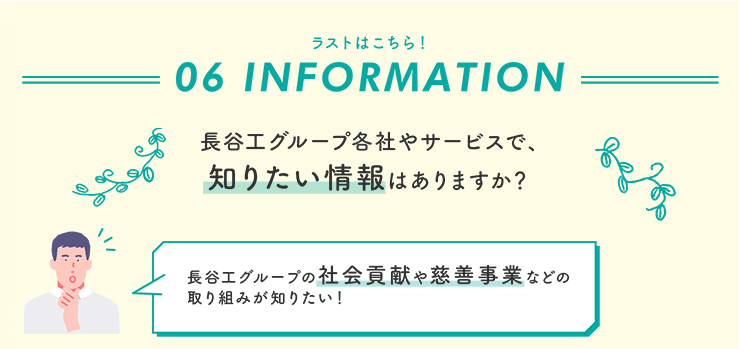 ラストはこちら！
06 INFORMATION
長谷工グループ各社やサービスで、
知りたい情報はありますか？
長谷工グループの社会貢献や慈善事業などの
取り組みが知りたい！